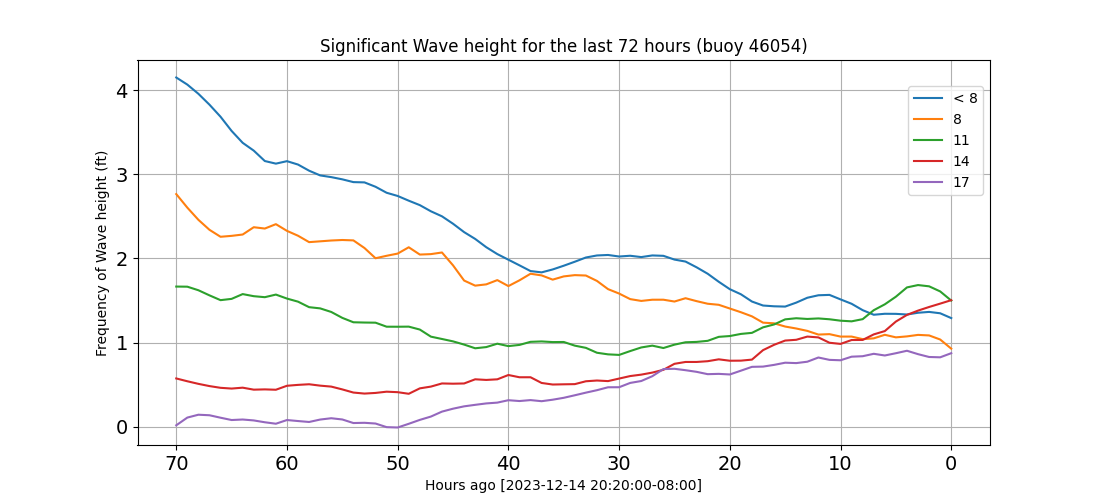 Significant Wave height for the last 72 hours (buoy 46054)
Frequency of Wave height (ft)
4
3
2
1
0
< 8
8
11
14
17
70 60 50 40 30 20 10 0
Hours ago [2023-12-14 20:20:00-08:00]